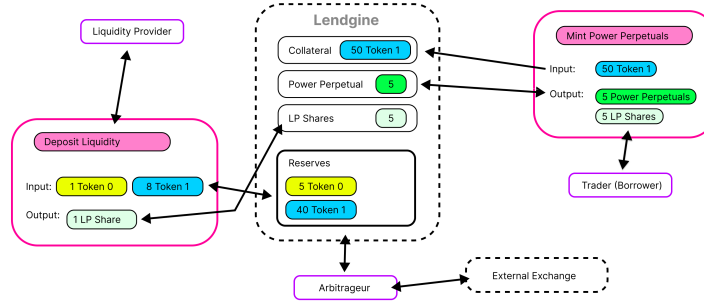 Lendgine
Liquidity Provider
Collateral
50 Token 1
Power Perpetual
5
LP Shares
5
Mint Power Perpetuals
Input:
50 Token 1
Output:
5 Power Perpetuals
5 LP Shares
Deposit Liquidity
Input:
1 Token 0
8 Token 1
Output:
1 LP Share
Reserves
5 Token 0
40 Token 1
Trader (Borrower)
Arbitrageur
External Exchange